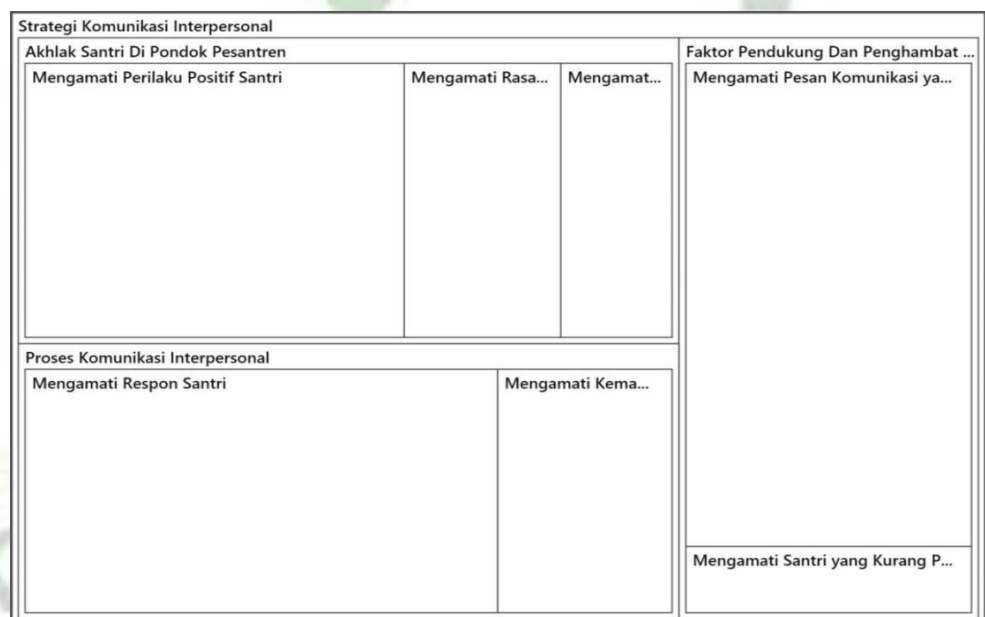 Strategi Komunikasi Interpersonal
Akhlak Santri Di Pondok Pesantren
Mengamati Perilaku Positif Santri
Mengamati Rasa...
Mengamat...
Proses Komunikasi Interpersonal
Mengamati Respon Santri
Mengamati Kema...
Faktor Pendukung Dan Penghambat ...
Mengamati Pesan Komunikasi ya...
Mengamati Santri yang Kurang P...